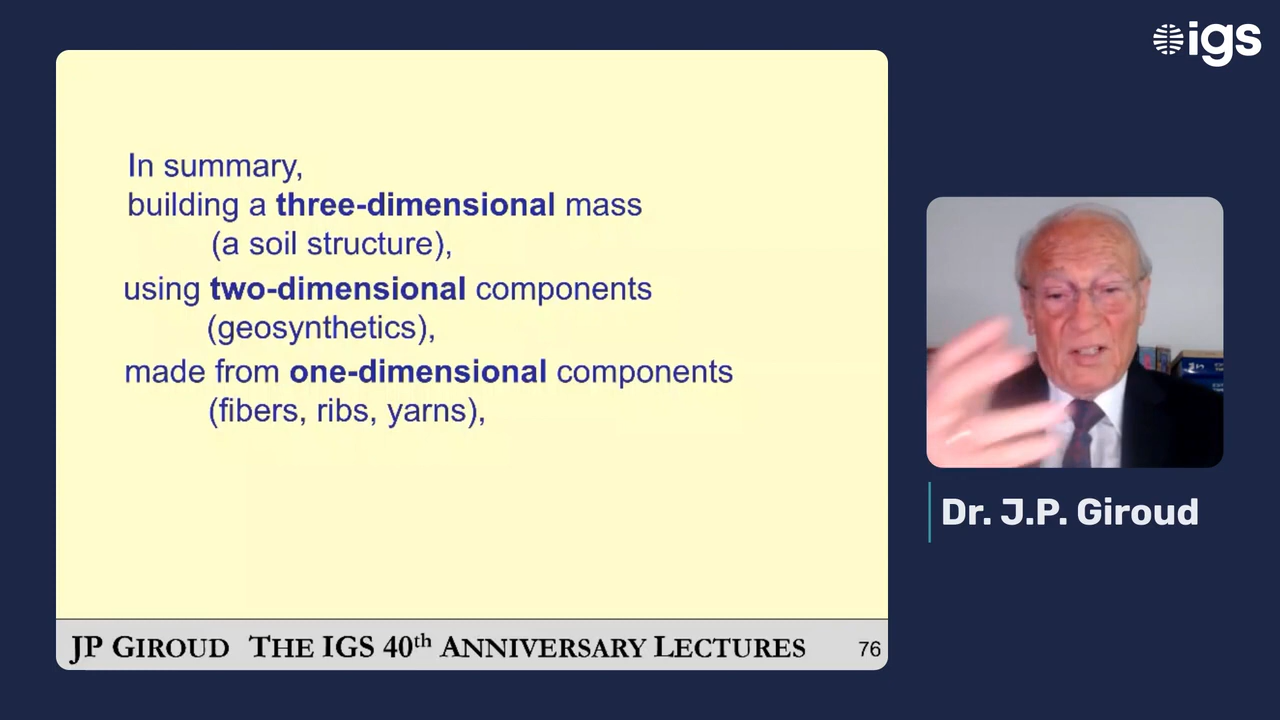 igs
In summary,
building a three-dimensional mass
(a soil structure),
using two-dimensional components
(geosynthetics),
made from one-dimensional components
(fibers, ribs, yarns),
Dr. J.P. Giroud
JP GIROUD THE IGS 40th ANNIVERSARY LECTURES 76